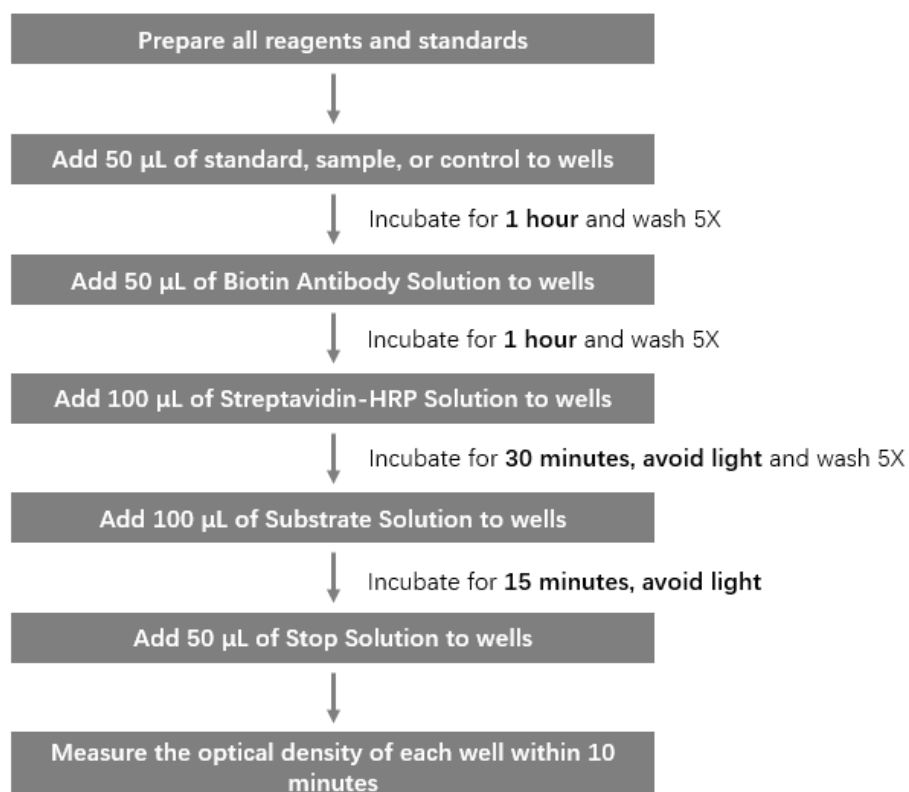 Prepare all reagents and standards
Add 50 µL of standard, sample, or control to wells
Incubate for 1 hour and wash 5X
Add 50 µL of Biotin Antibody Solution to wells
Incubate for 1 hour and wash 5X
Add 100 µL of Streptavidin-HRP Solution to wells
Incubate for 30 minutes, avoid light and wash 5X
Add 100 µL of Substrate Solution to wells
Incubate for 15 minutes, avoid light
Add 50 µL of Stop Solution to wells
Measure the optical density of each well within 10
minutes